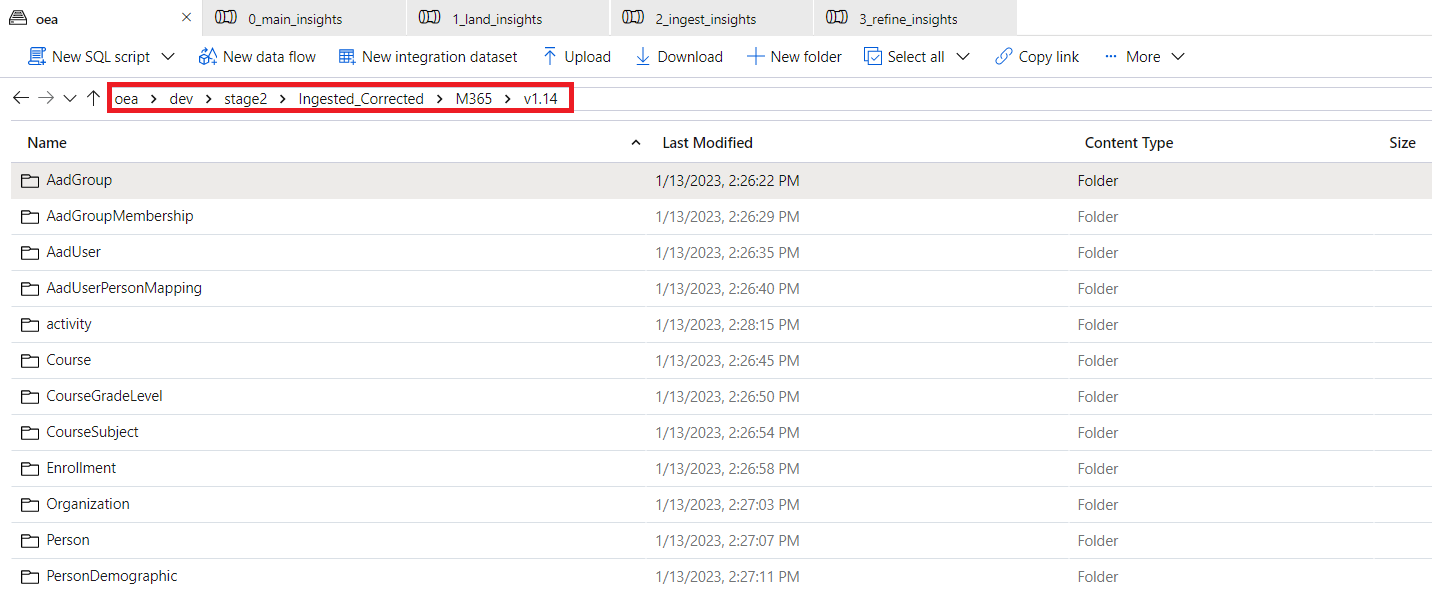 oea 0_main_insights 1_land_insights 2_ingest_insights 3_refine_insights
New SQL script New data flow New integration dataset Upload Download New folder Select all Copy link More
oea dev stage2 Ingested_Corrected M365 v1.14
Name Last Modified Content Type Size
AadGroup 1/13/2023, 2:26:22 PM Folder
AadGroupMembership 1/13/2023, 2:26:29 PM Folder
AadUser 1/13/2023, 2:26:35 PM Folder
AadUserPersonMapping 1/13/2023, 2:26:40 PM Folder
activity 1/13/2023, 2:28:15 PM Folder
Course 1/13/2023, 2:26:45 PM Folder
CourseGradeLevel 1/13/2023, 2:26:50 PM Folder
CourseSubject 1/13/2023, 2:26:54 PM Folder
Enrollment 1/13/2023, 2:26:58 PM Folder
Organization 1/13/2023, 2:27:03 PM Folder
Person 1/13/2023, 2:27:07 PM Folder
PersonDemographic 1/13/2023, 2:27:11 PM Folder